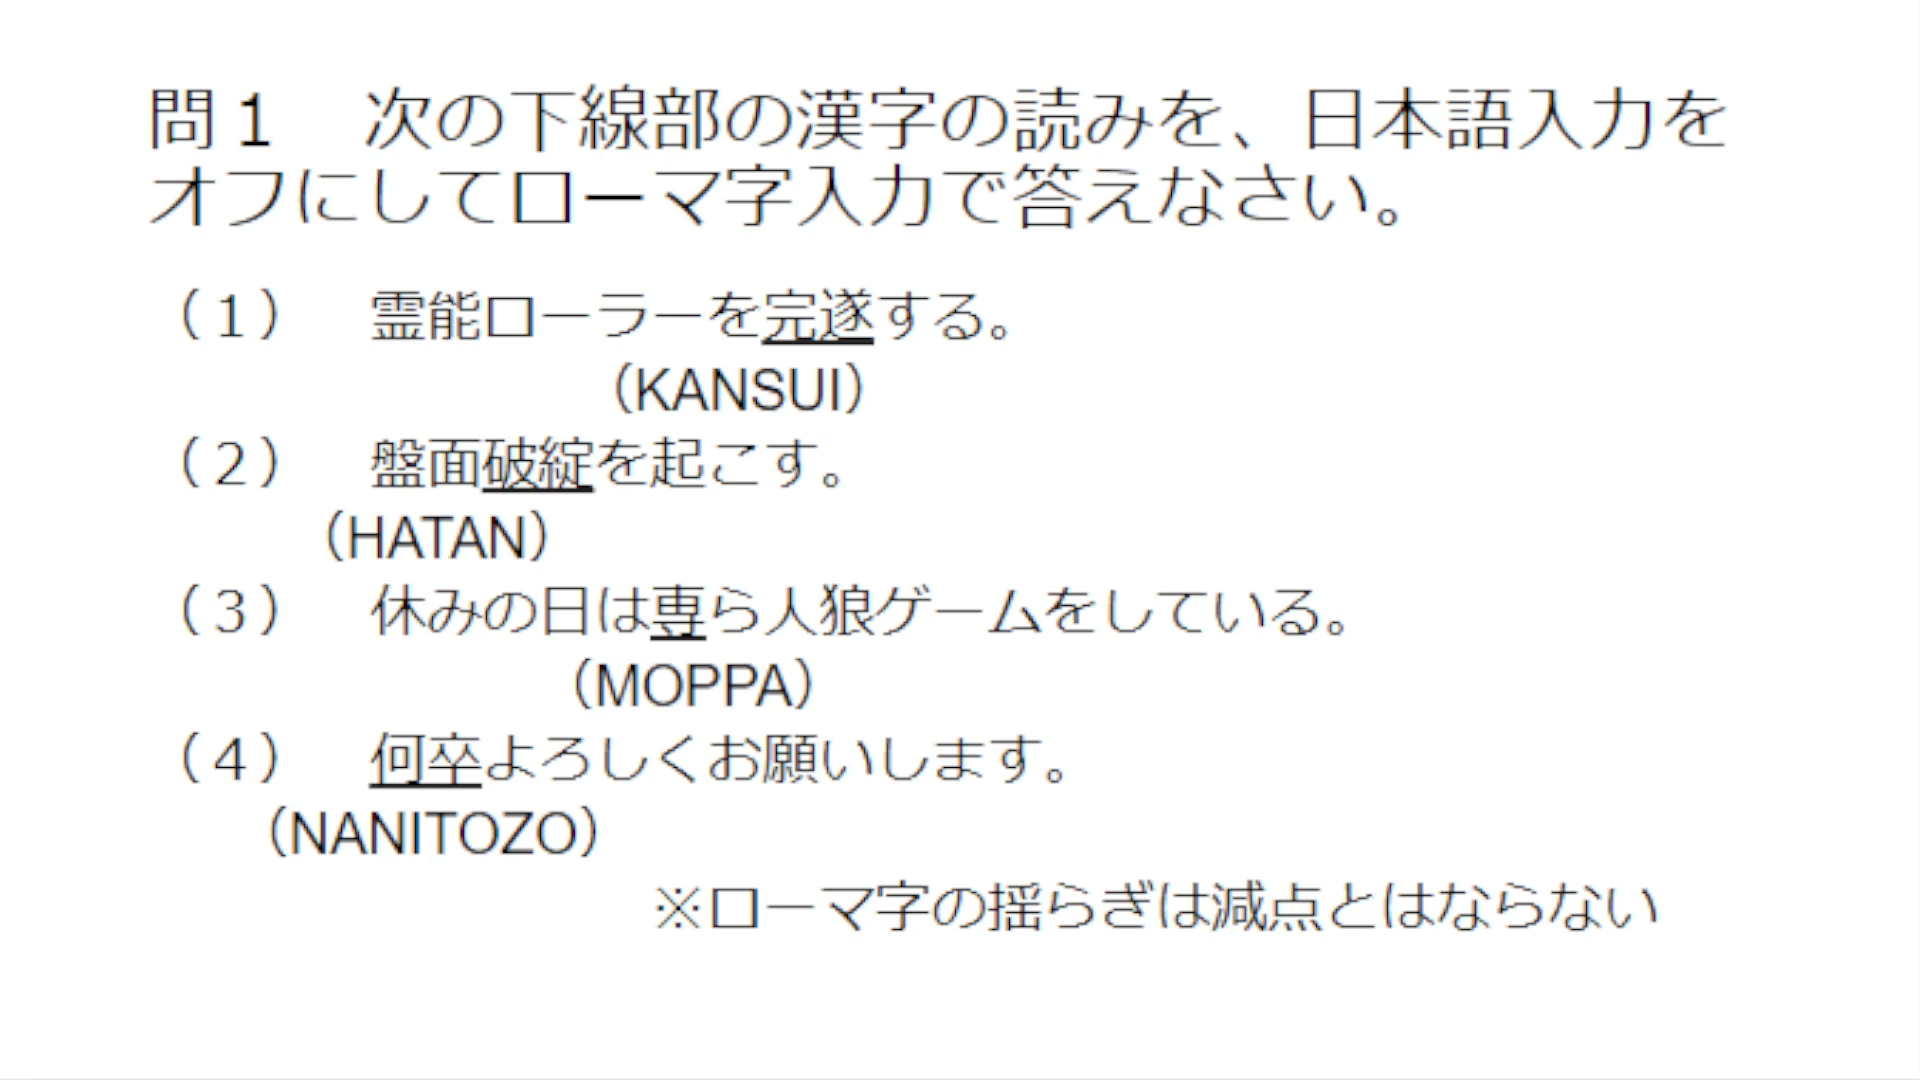 問１　次の下線部の漢字の読みを、日本語入力を
オフにしてローマ字入力で答えなさい。
（１）　霊能ローラーを完遂する。
（KANSUI）
（２）　盤面破綻を起こす。
（HATAN）
（３）　休みの日は専ら人狼ゲームをしている。
（MOPPA）
（４）　何卒よろしくお願いします。
（NANITOZO）
※ローマ字の揺らぎは減点とはならない